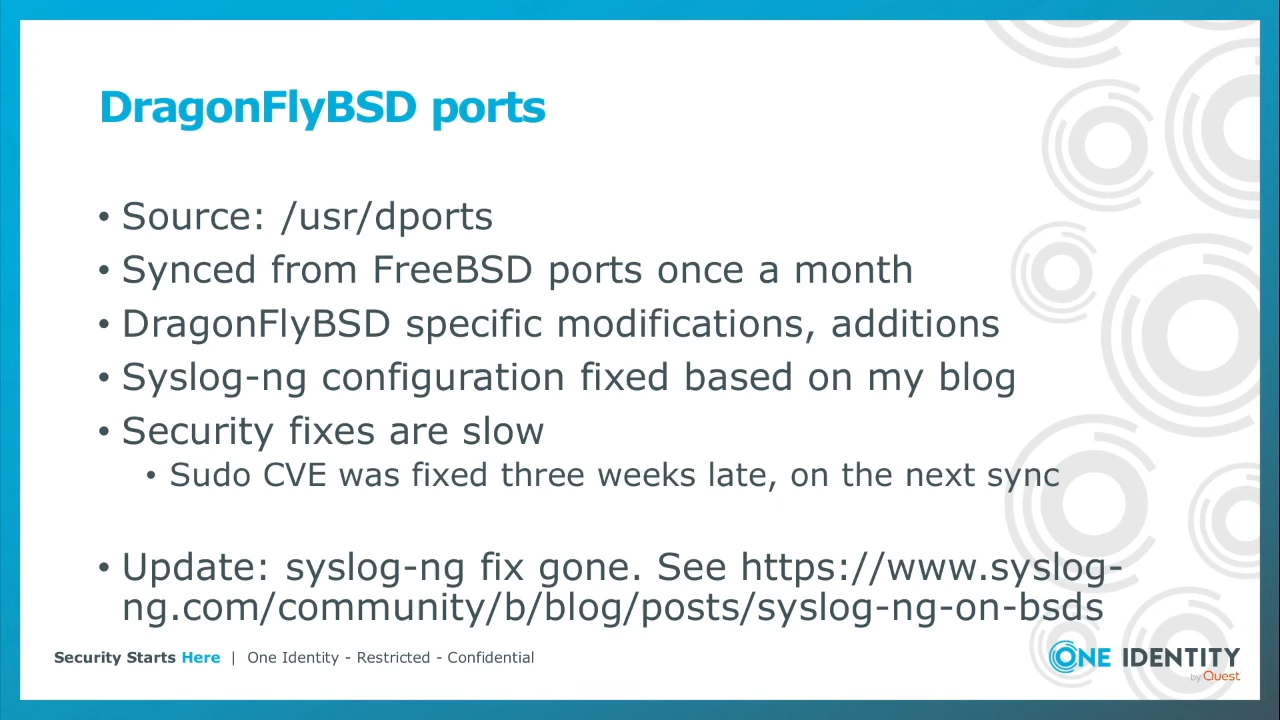 DragonFlyBSD ports
• Source: /usr/dports
• Synced from FreeBSD ports once a month
• DragonFlyBSD specific modifications, additions
• Syslog-ng configuration fixed based on my blog
• Security fixes are slow
• Sudo CVE was fixed three weeks late, on the next sync
• Update: syslog-ng fix gone. See https://www.syslog-
ng.com/community/b/blog/posts/syslog-ng-on-bsds
Security Starts Here | One Identity - Restricted - Confidential
ONE IDENTITY
by Quest